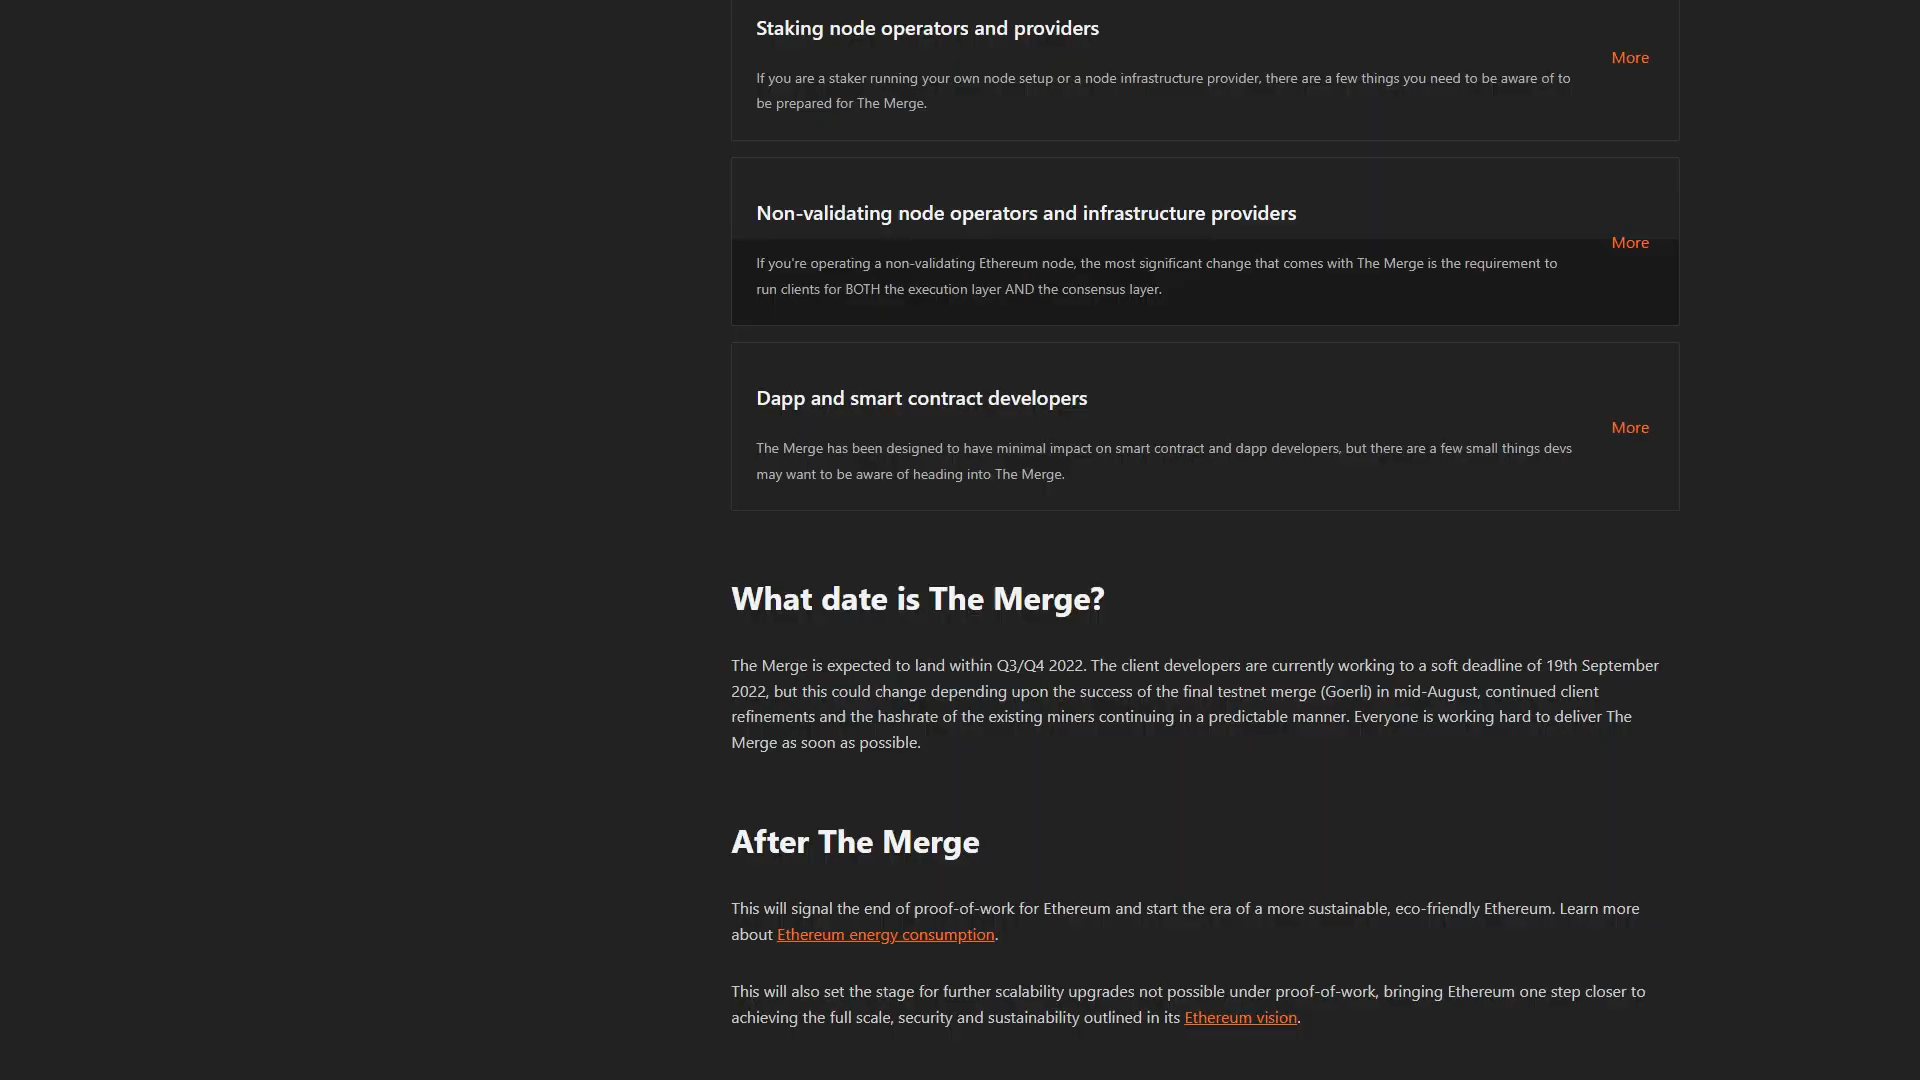 Staking node operators and providers
More
If you are a staker running your own node setup or a node infrastructure provider, there are a few things you need to be aware of to
be prepared for The Merge.
Non-validating node operators and infrastructure providers
More
If you're operating a non-validating Ethereum node, the most significant change that comes with The Merge is the requirement to
run clients for BOTH the execution layer AND the consensus layer.
Dapp and smart contract developers
More
The Merge has been designed to have minimal impact on smart contract and dapp developers, but there are a few small things devs
may want to be aware of heading into The Merge.
What date is The Merge?
The Merge is expected to land within Q3/Q4 2022. The client developers are currently working to a soft deadline of 19th September
2022, but this could change depending upon the success of the final testnet merge (Goerli) in mid-August, continued client
refinements and the hashrate of the existing miners continuing in a predictable manner. Everyone is working hard to deliver The
Merge as soon as possible.
After The Merge
This will signal the end of proof-of-work for Ethereum and start the era of a more sustainable, eco-friendly Ethereum. Learn more
about Ethereum energy consumption.
This will also set the stage for further scalability upgrades not possible under proof-of-work, bringing Ethereum one step closer to
achieving the full scale, security and sustainability outlined in its Ethereum vision.